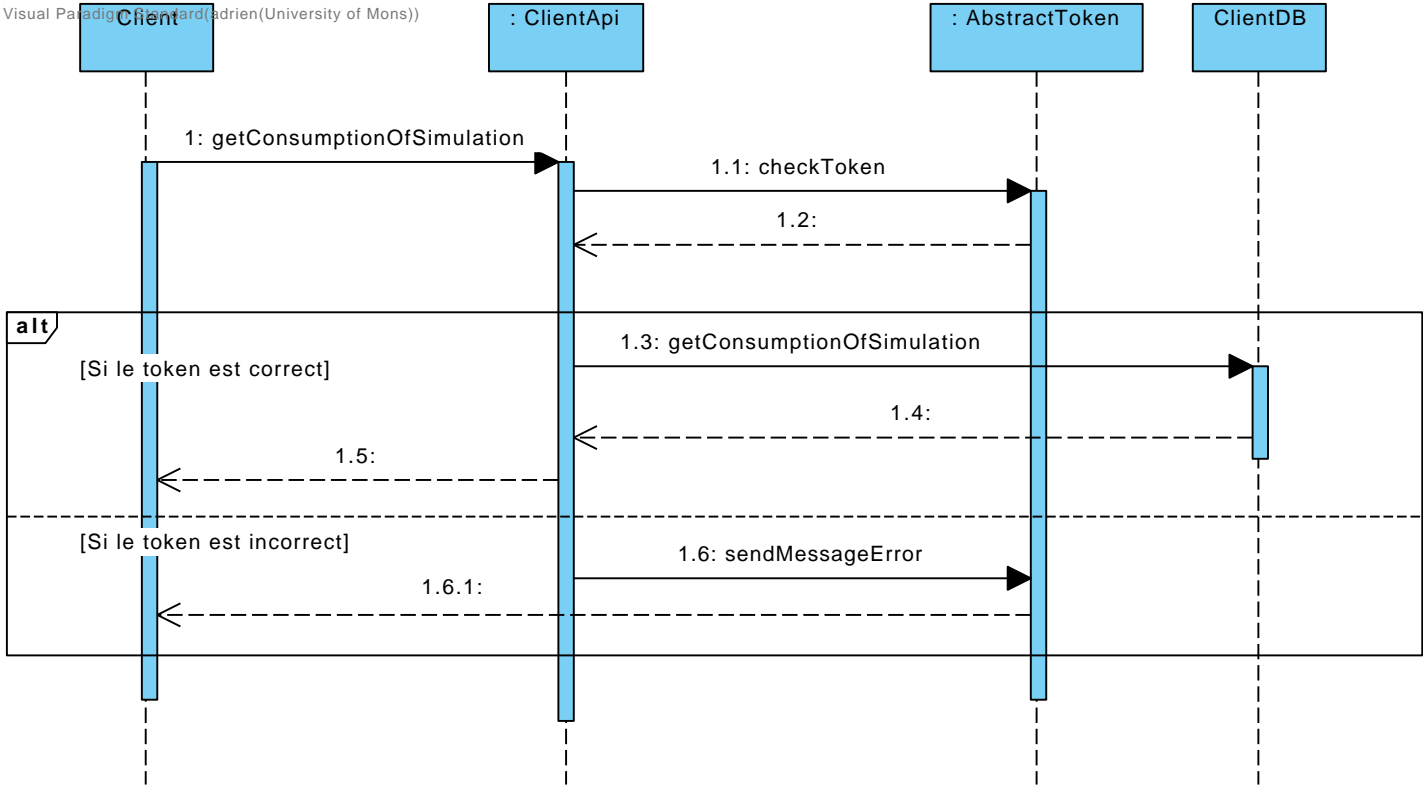 Visual Paradigm Standard(adrien(University of Mons))
Client
: ClientApi
: AbstractToken
ClientDB
1: getConsumptionOfSimulation
1.1: checkToken
1.2:
alt
1.3: getConsumptionOfSimulation
[Si le token est correct]
1.4:
1.5:
[Si le token est incorrect]
1.6: sendMessageError
1.6.1: